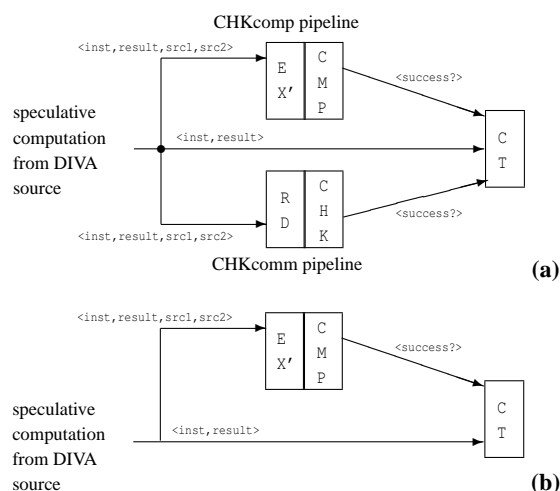 CHKcomp pipeline
<inst,result,src1,src2>
E X'
C M P
<success?>
speculative
computation
from DIVA
source
<inst,result>
C T
R D
C H K
<success?>
<inst,result,src1,src2>
CHKcomm pipeline
(a)
<inst,result,src1,src2>
E X'
C M P
<success?>
speculative
computation
from DIVA
source
<inst,result>
C T
(b)